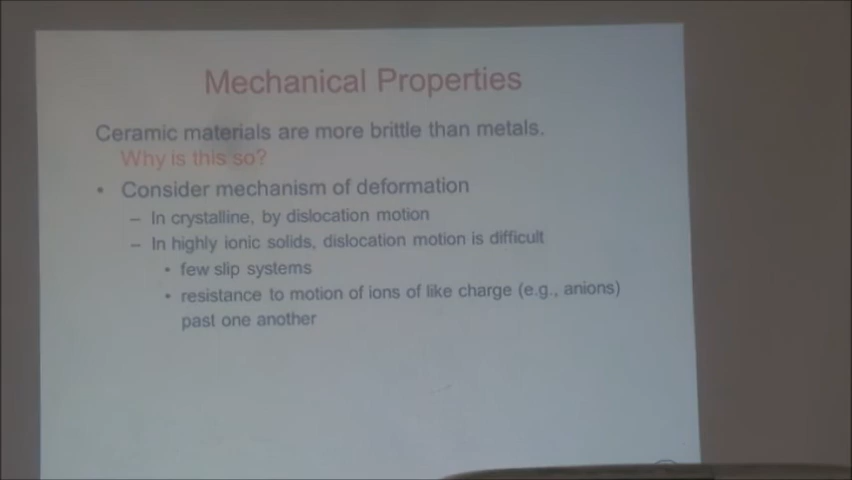 Mechanical Properties
Ceramic materials are more brittle than metals.
Why is this so?
• Consider mechanism of deformation
– In crystalline, by dislocation motion
– In highly ionic solids, dislocation motion is difficult
• few slip systems
• resistance to motion of ions of like charge (e.g., anions)
past one another